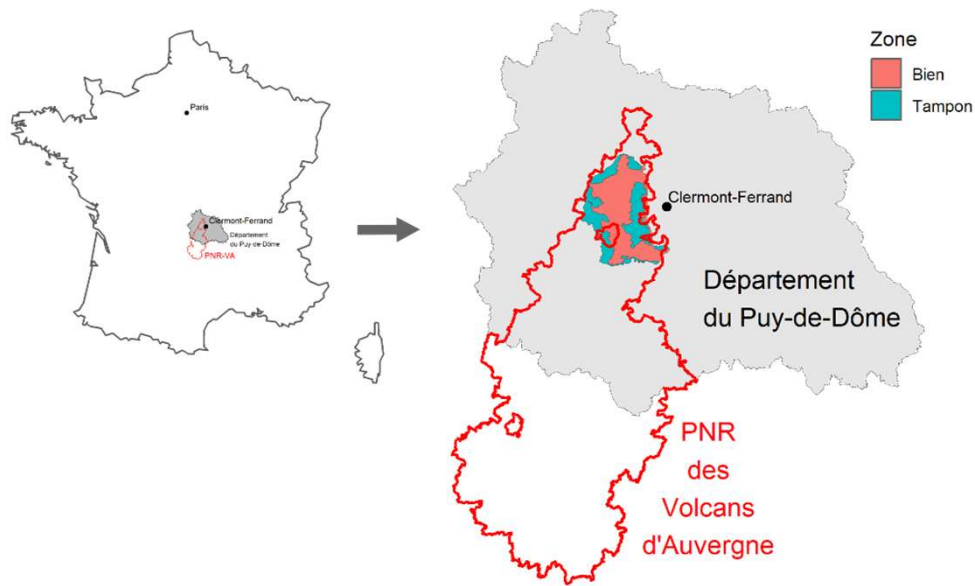 Paris
Clermont-Ferrand
Département
du Puy-de-Dôme
PNR-VA
Zone
Bien
Tampon
Clermont-Ferrand
Département
du Puy-de-Dôme
PNR
des
Volcans
d'Auvergne